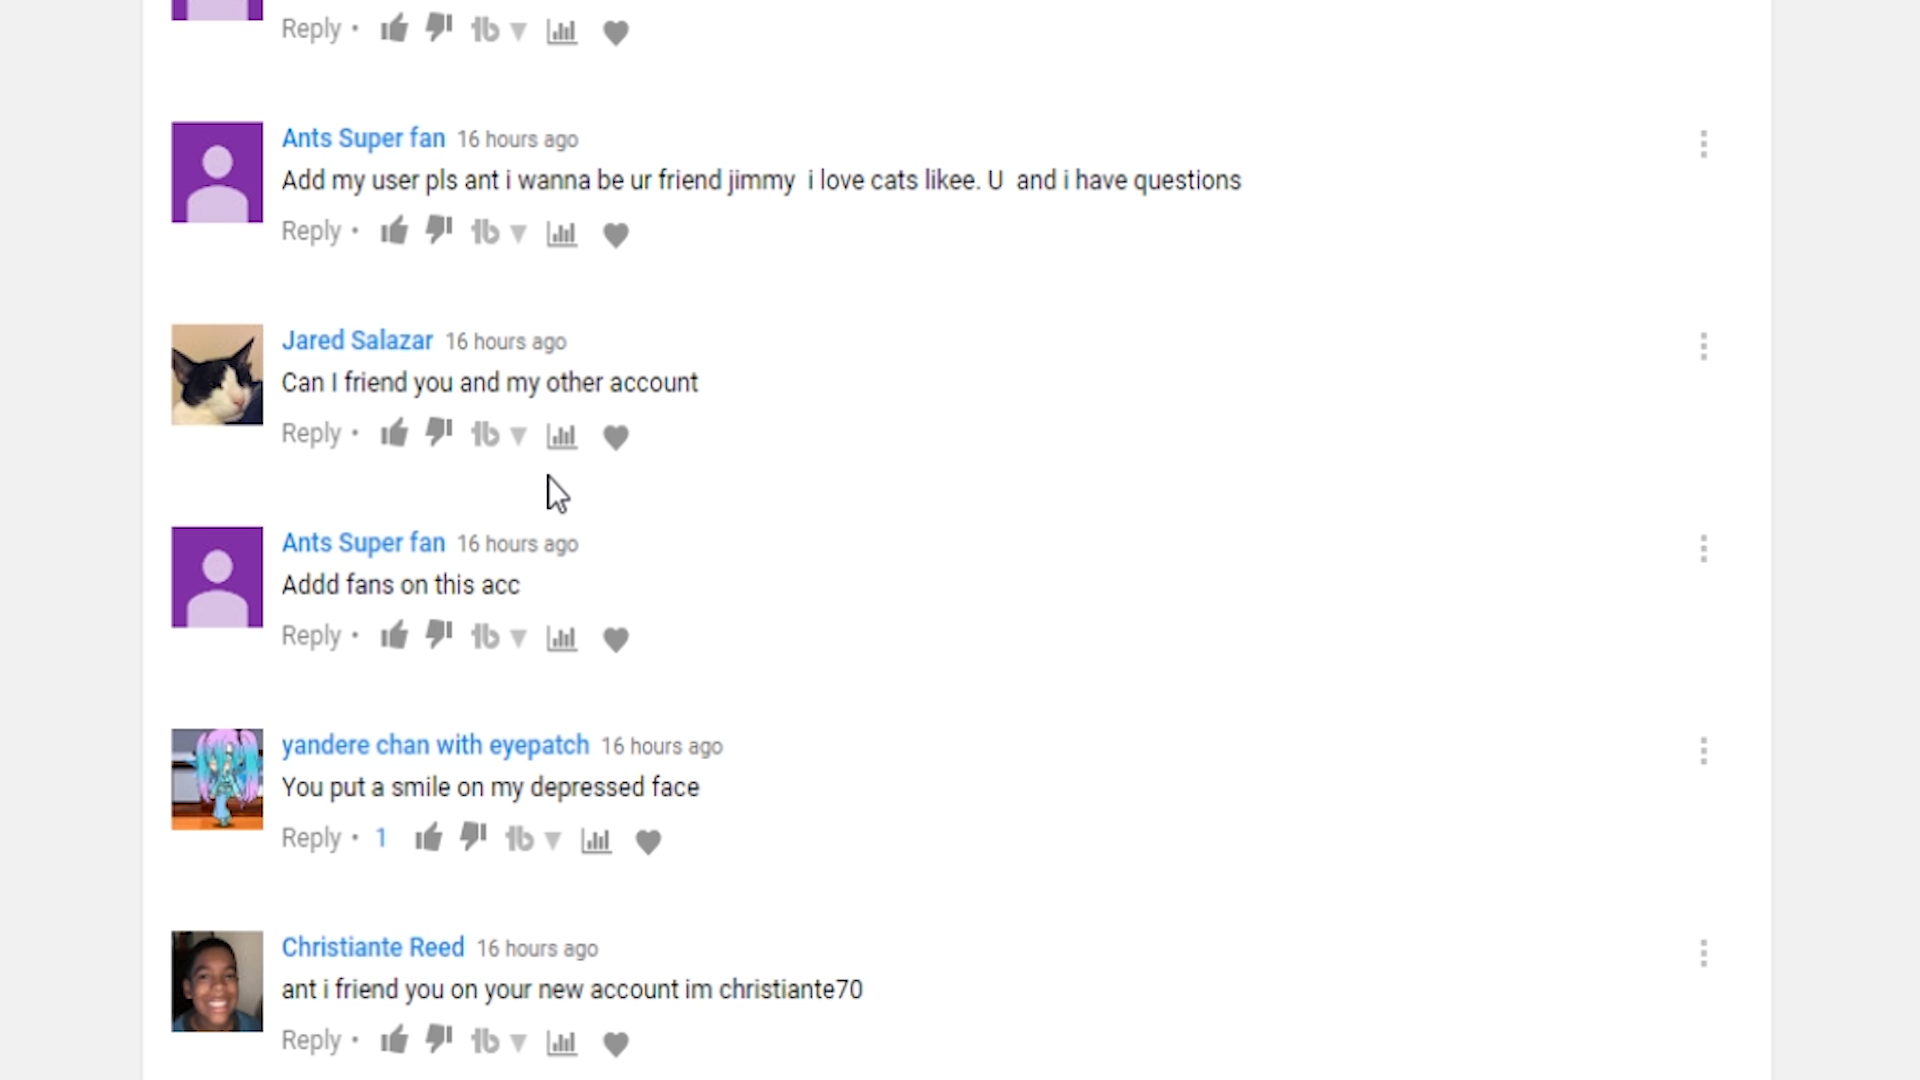 Reply •
Ants Super fan 16 hours ago
Add my user pls ant i wanna be ur friend jimmy  i love cats likee. U  and i have questions
Reply •
Jared Salazar 16 hours ago
Can I friend you and my other account
Reply •
Ants Super fan 16 hours ago
Addd fans on this acc
Reply •
yandere chan with eyepatch 16 hours ago
You put a smile on my depressed face
Reply • 1
Christiante Reed 16 hours ago
ant i friend you on your new account im christiante70
Reply •